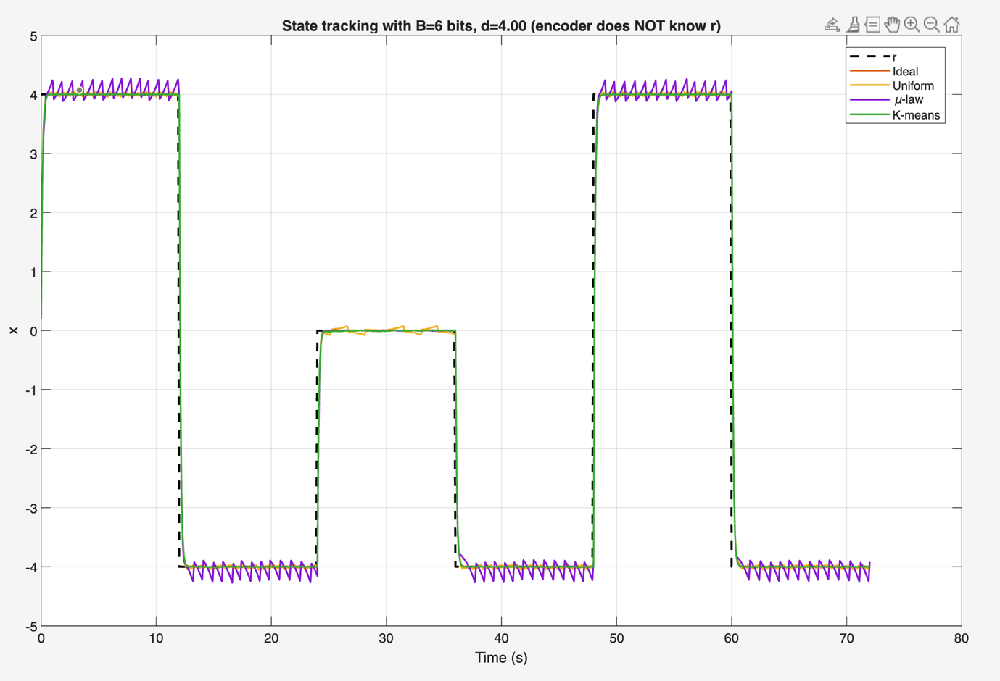 State tracking with B=6 bits, d=4.00 (encoder does NOT know r)
r
Ideal
Uniform
μ-law
K-means
5
4
3
2
1
0
-1
-2
-3
-4
-5
x
0 10 20 30 40 50 60 70 80
Time (s)